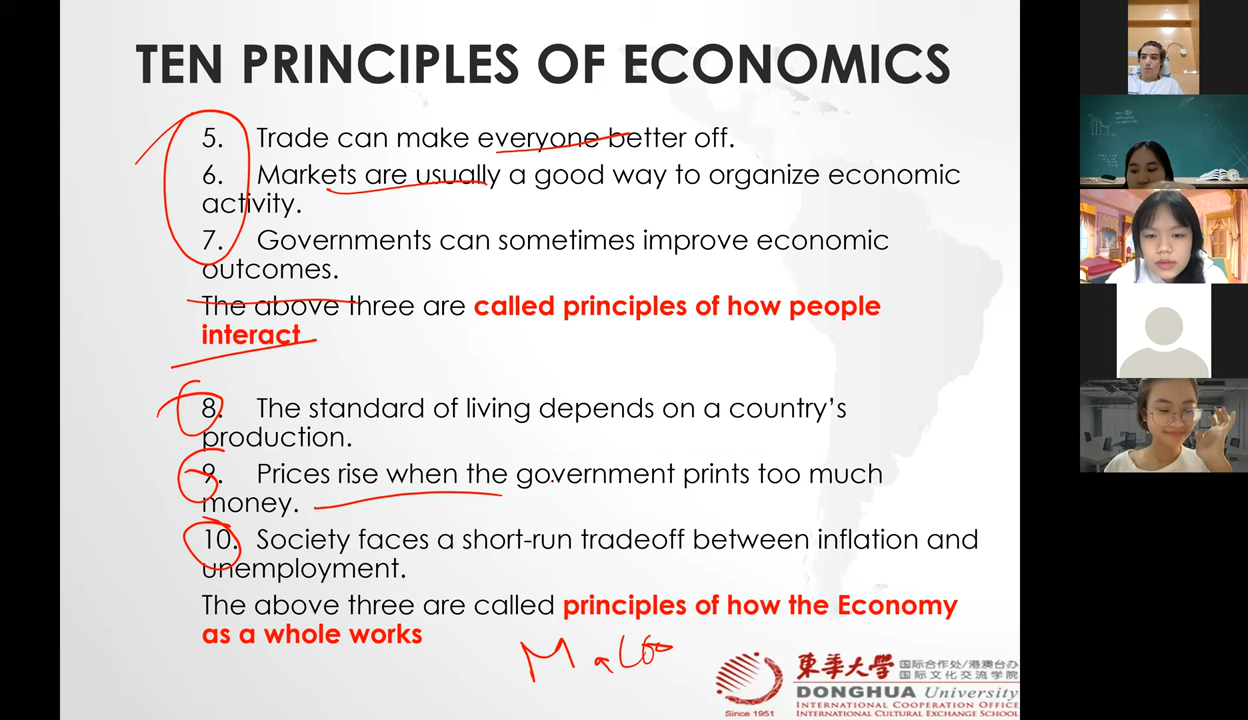 TEN PRINCIPLES OF ECONOMICS
5. Trade can make everyone better off.
6. Markets are usually a good way to organize economic
activity.
7. Governments can sometimes improve economic
outcomes.
The above three are called principles of how people
interact
8. The standard of living depends on a country's
production.
9. Prices rise when the government prints too much
money.
10. Society faces a short-run tradeoff between inflation and
unemployment.
The above three are called principles of how the Economy
as a whole works
東華大学
国际合作处/港澳台办
国际文化交流学院
DONGHUA University
INTERNATIONAL COOPERATION OFFICE
INTERNATIONAL CULTURAL EXCHANGE SCHOOL
Since 1951